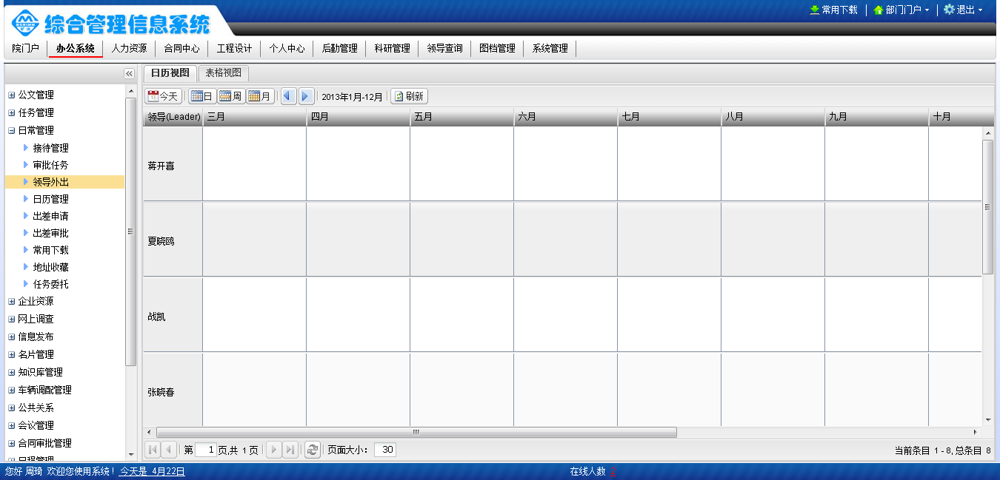 常用下载 部门门户 退出
综合管理信息系统
院门户 办公系统 人力资源 合同中心 工程设计 个人中心 后勤管理 科研管理 领导查询 图档管理 系统管理
日历视图 表格视图
今天 日 周 月 2013年1月-12月 刷新
领导(Leader) 三月 四月 五月 六月 七月 八月 九月 十月
公文管理
任务管理
日常管理
接待管理
审批任务
领导外出
日历管理
出差申请
出差审批
常用下载
地址收藏
任务委托
企业资源
网上调查
信息发布
名片管理
知识库管理
车辆调配管理
公共关系
会议管理
合同审批管理
日程管理
蒋开喜
夏晓鸥
战凯
张晓春
第 1 页,共 1 页 页面大小: 30 当前条目 1 - 8, 总条目 8
您好 周琦 欢迎您使用系统! 今天是 4月22日 在线人数